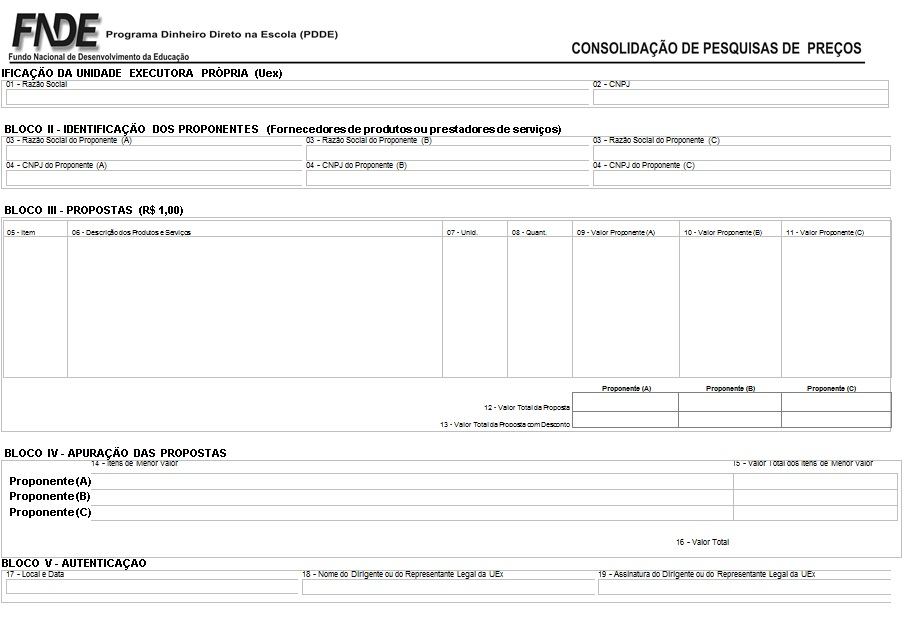 FNDE
Programa Dinheiro Direto na Escola (PDDE)
Fundo Nacional de Desenvolvimento da Educação
CONSOLIDAÇÃO DE PESQUISAS DE PREÇOS
IFICAÇÃO DA UNIDADE EXECUTORA PRÓPRIA (Uex)
01 - Razão Social 02 - CNPJ
BLOCO II - IDENTIFICAÇÃO DOS PROPONENTES (Fornecedores de produtos ou prestadores de serviços)
03 - Razão Social do Proponente (A) 03 - Razão Social do Proponente (B) 03 - Razão Social do Proponente (C)
04 - CNPJ do Proponente (A) 04 - CNPJ do Proponente (B) 04 - CNPJ do Proponente (C)
BLOCO III - PROPOSTAS (R$ 1,00)
05 - Item 06 - Descrição dos Produtos e Serviços 07 - Unid. 08 - Quant. 09 - Valor Proponente (A) 10 - Valor Proponente (B) 11 - Valor Proponente (C)
Proponente (A) Proponente (B) Proponente (C)
12 - Valor Total da Proposta
13 - Valor Total da Proposta com Desconto
BLOCO IV - APURAÇÃO DAS PROPOSTAS
14 - Itens de Menor Valor 15 - Valor Total dos Itens de Menor Valor
Proponente (A)
Proponente (B)
Proponente (C)
16 - Valor Total
BLOCO V - AUTENTICAÇAO
17 - Local e Data 18 - Nome do Dirigente ou do Representante Legal da UEx 19 - Assinatura do Dirigente ou do Representante Legal da UEx